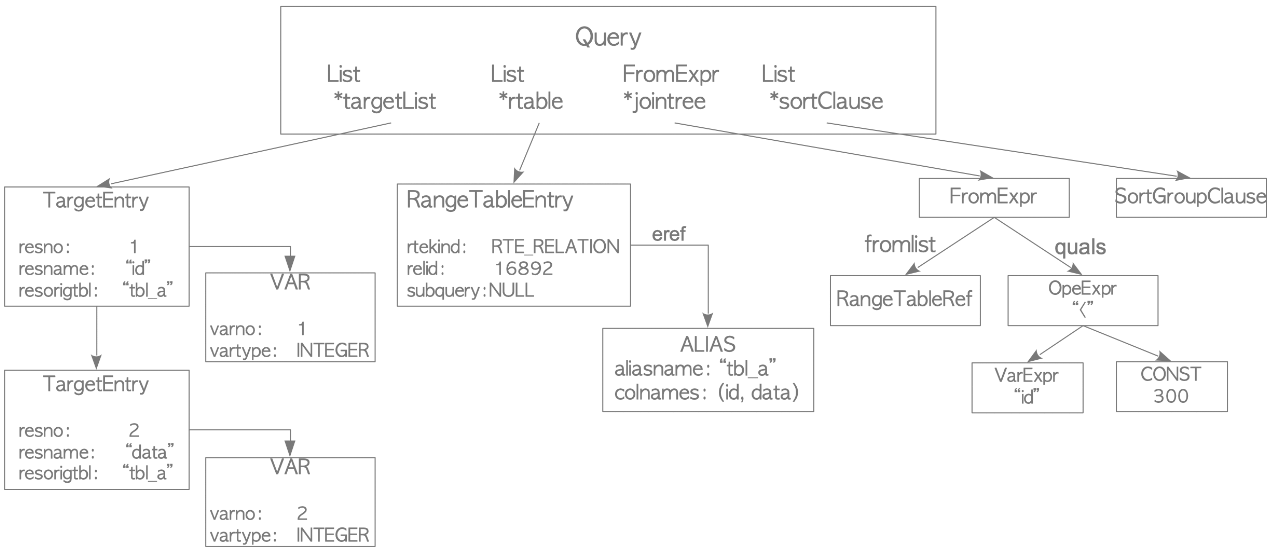 Query
List
*targetList
List
*rtable
FromExpr
*jointree
List
*sortClause
TargetEntry
resno: 1
resname: “id”
resorigtbl: “tbl_a”
VAR
varno: 1
vartype: INTEGER
TargetEntry
resno: 2
resname: “data”
resorigtbl: “tbl_a”
VAR
varno: 2
vartype: INTEGER
RangeTableEntry
rtekind: RTE_RELATION
relid: 16892
subquery:NULL
eref
ALIAS
aliasname: “tbl_a”
colnames: (id, data)
FromExpr
fromlist
quals
RangeTableRef
OpeExpr
“<”
VarExpr
“id”
CONST
300
SortGroupClause